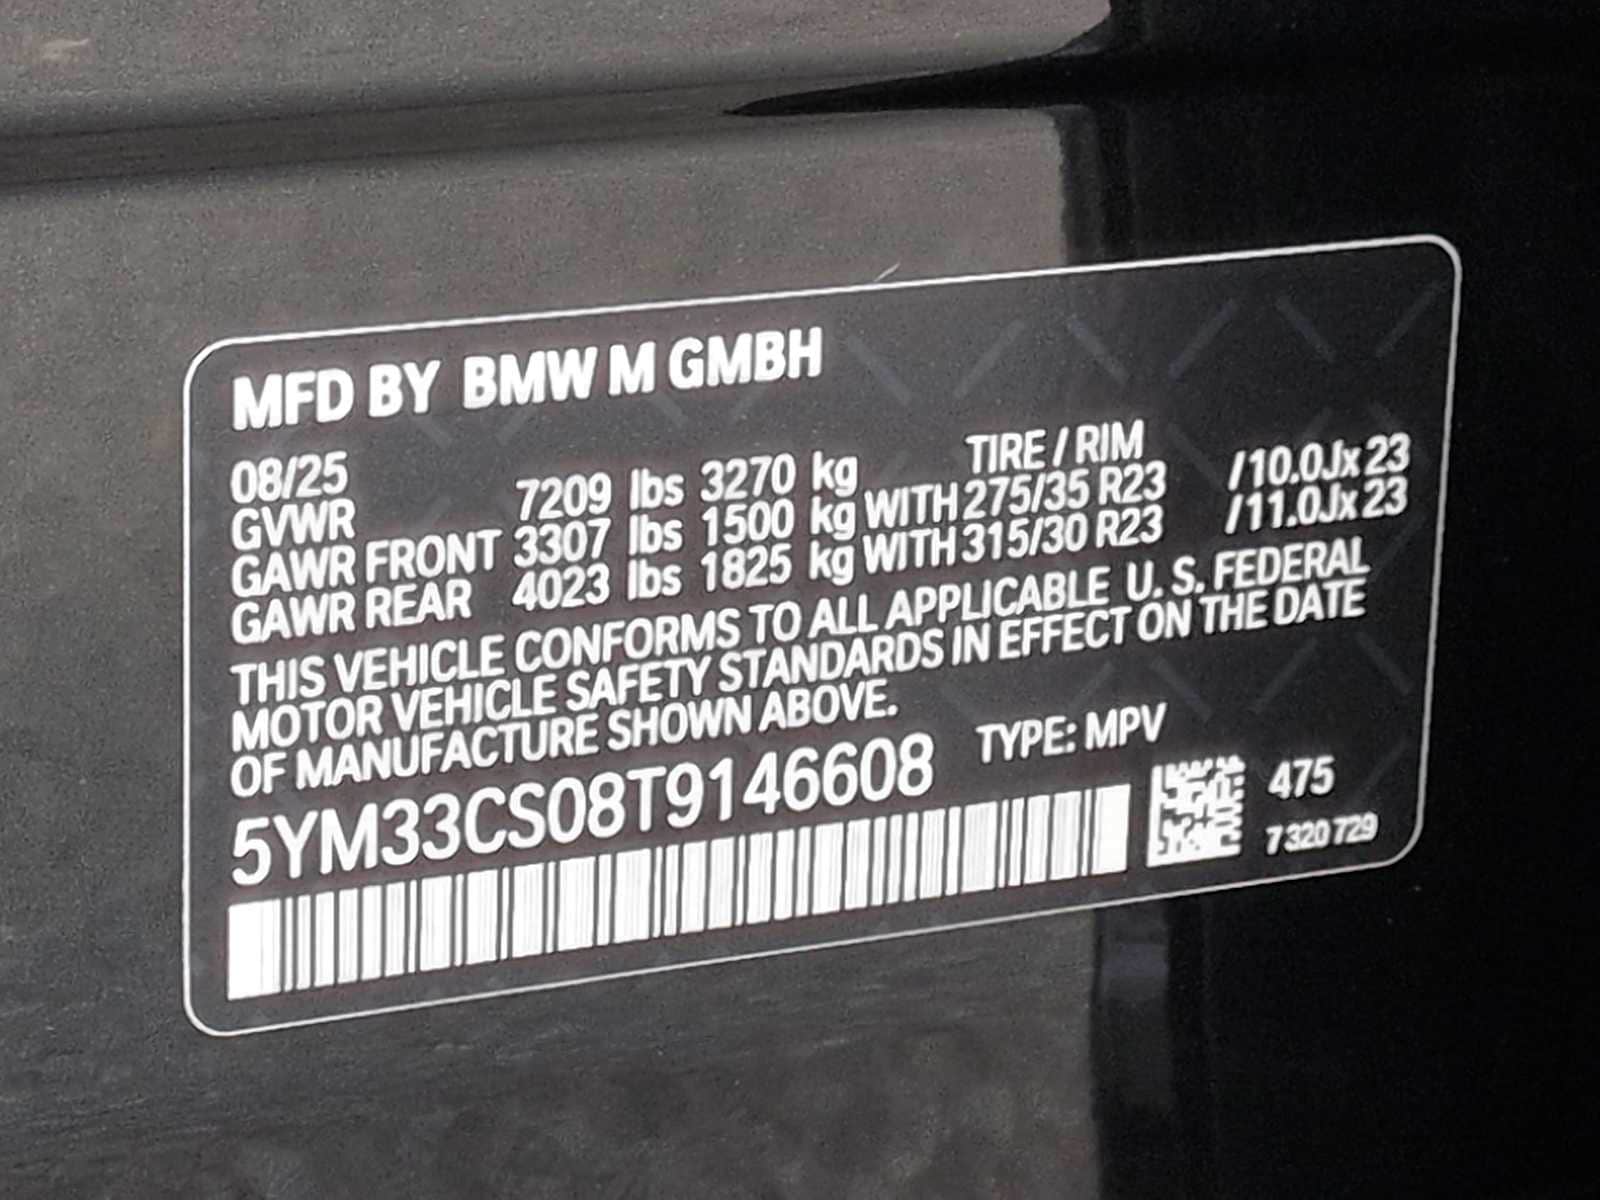 MFD BY BMW M GMBH
08/25 TIRE / RIM
GVWR 7209 lbs 3270 kg
GAWR FRONT 3307 lbs 1500 kg WITH 275/35 R23 /10.0Jx23
GAWR REAR 4023 lbs 1825 kg WITH 315/30 R23 /11.0Jx23
THIS VEHICLE CONFORMS TO ALL APPLICABLE U. S. FEDERAL
MOTOR VEHICLE SAFETY STANDARDS IN EFFECT ON THE DATE
OF MANUFACTURE SHOWN ABOVE.
5YM33CS08T9146608 TYPE: MPV
475
7 320 729